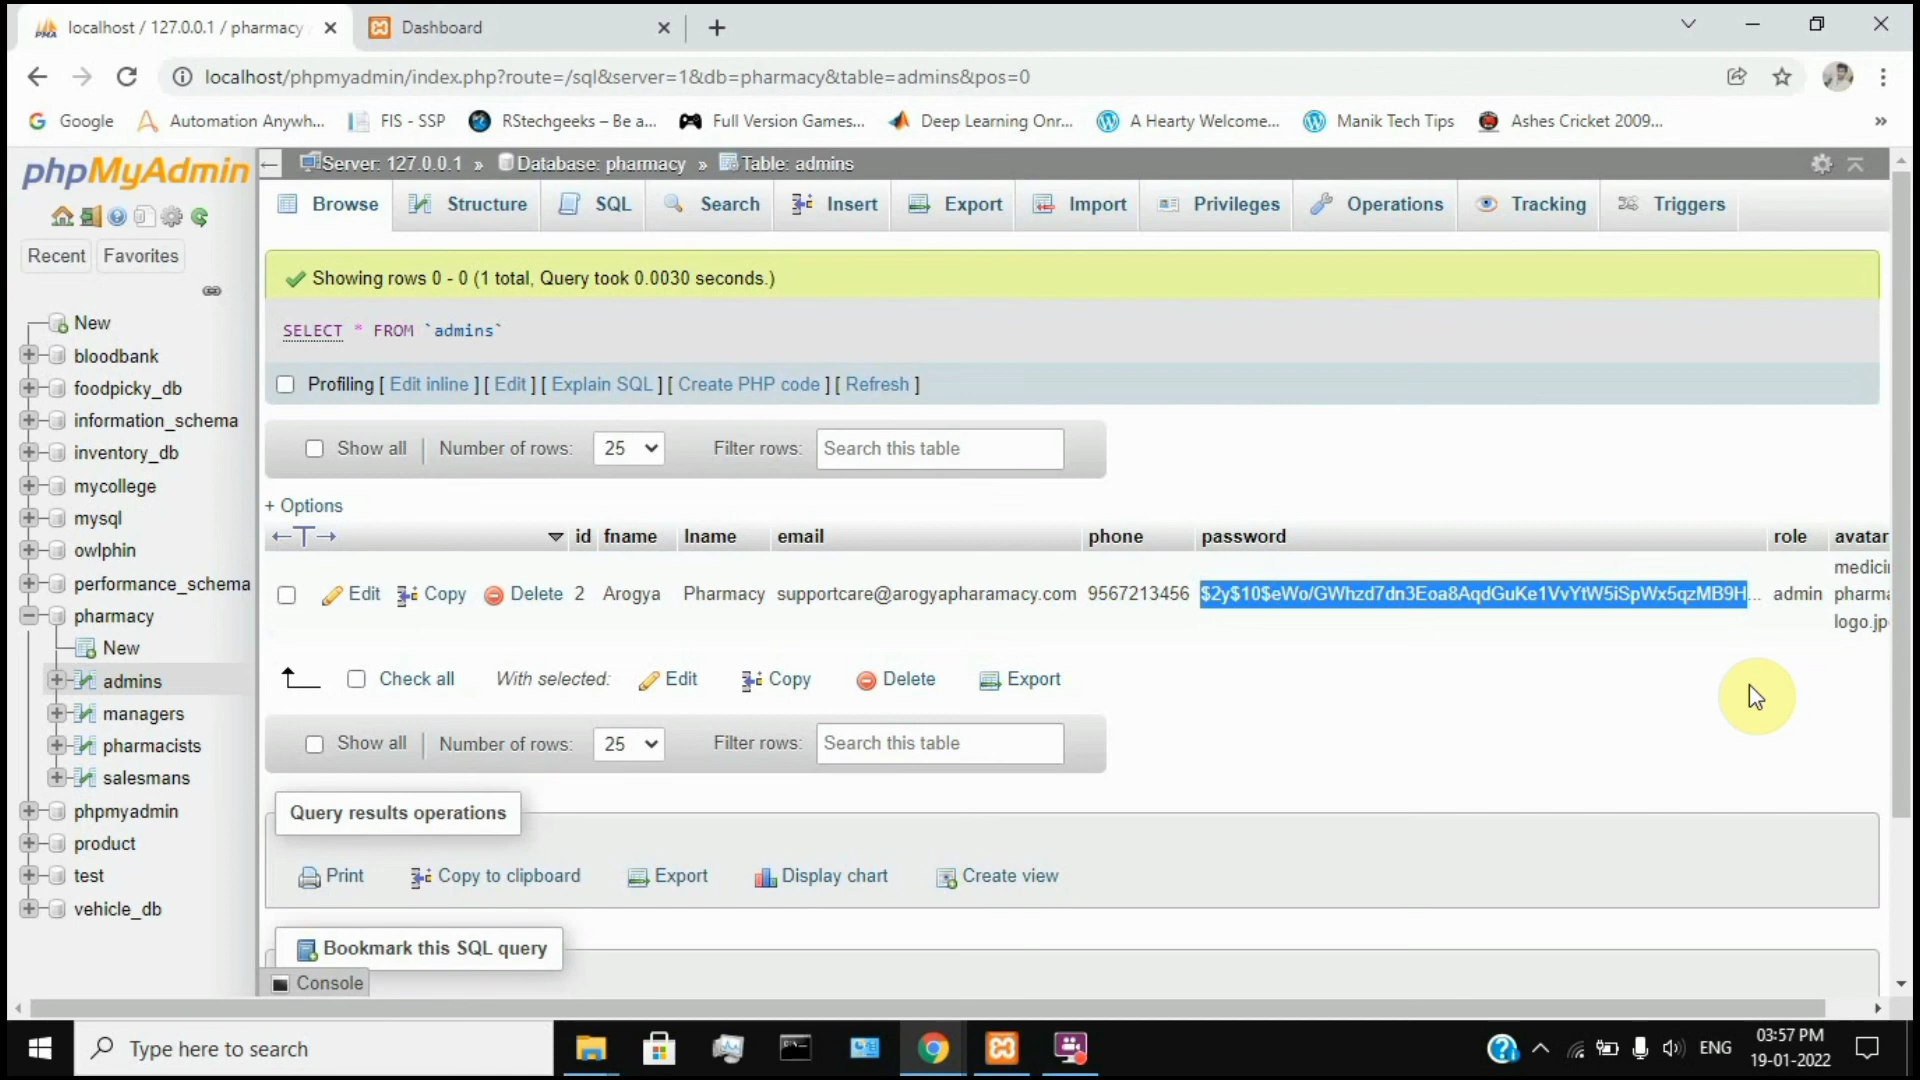 localhost / 127.0.0.1 / pharmacy
Dashboard
localhost/phpmyadmin/index.php?route=/sql&server=1&db=pharmacy&table=admins&pos=0
Google
Automation Anywh...
FIS - SSP
RStechgeeks – Be a...
Full Version Games...
Deep Learning Onr...
A Hearty Welcome...
Manik Tech Tips
Ashes Cricket 2009...
»
phpMyAdmin
Recent Favorites
New
bloodbank
foodpicky_db
information_schema
inventory_db
mycollege
mysql
owlphin
performance_schema
pharmacy
New
admins
managers
pharmacists
salesmans
phpmyadmin
product
test
vehicle_db
Server: 127.0.0.1 » Database: pharmacy » Table: admins
Browse Structure SQL Search Insert Export Import Privileges Operations Tracking Triggers
Showing rows 0 - 0 (1 total, Query took 0.0030 seconds.)
SELECT * FROM `admins`
Profiling [ Edit inline ] [ Edit ] [ Explain SQL ] [ Create PHP code ] [ Refresh ]
Show all | Number of rows: 25 Filter rows: Search this table
+ Options
←T→ id fname lname email phone password role avatar
Edit Copy Delete 2 Arogya Pharmacy supportcare@arogyapharamacy.com 9567213456 $2y$10$eWo/GWhzd7dn3Eoa8AqdGuKe1VvYtW5iSpWx5qzMB9H... admin medicin
pharma
logo.jp
Check all With selected: Edit Copy Delete Export
Show all | Number of rows: 25 Filter rows: Search this table
Query results operations
Print Copy to clipboard Export Display chart Create view
Bookmark this SQL query
Console
Type here to search
ENG
03:57 PM
19-01-2022